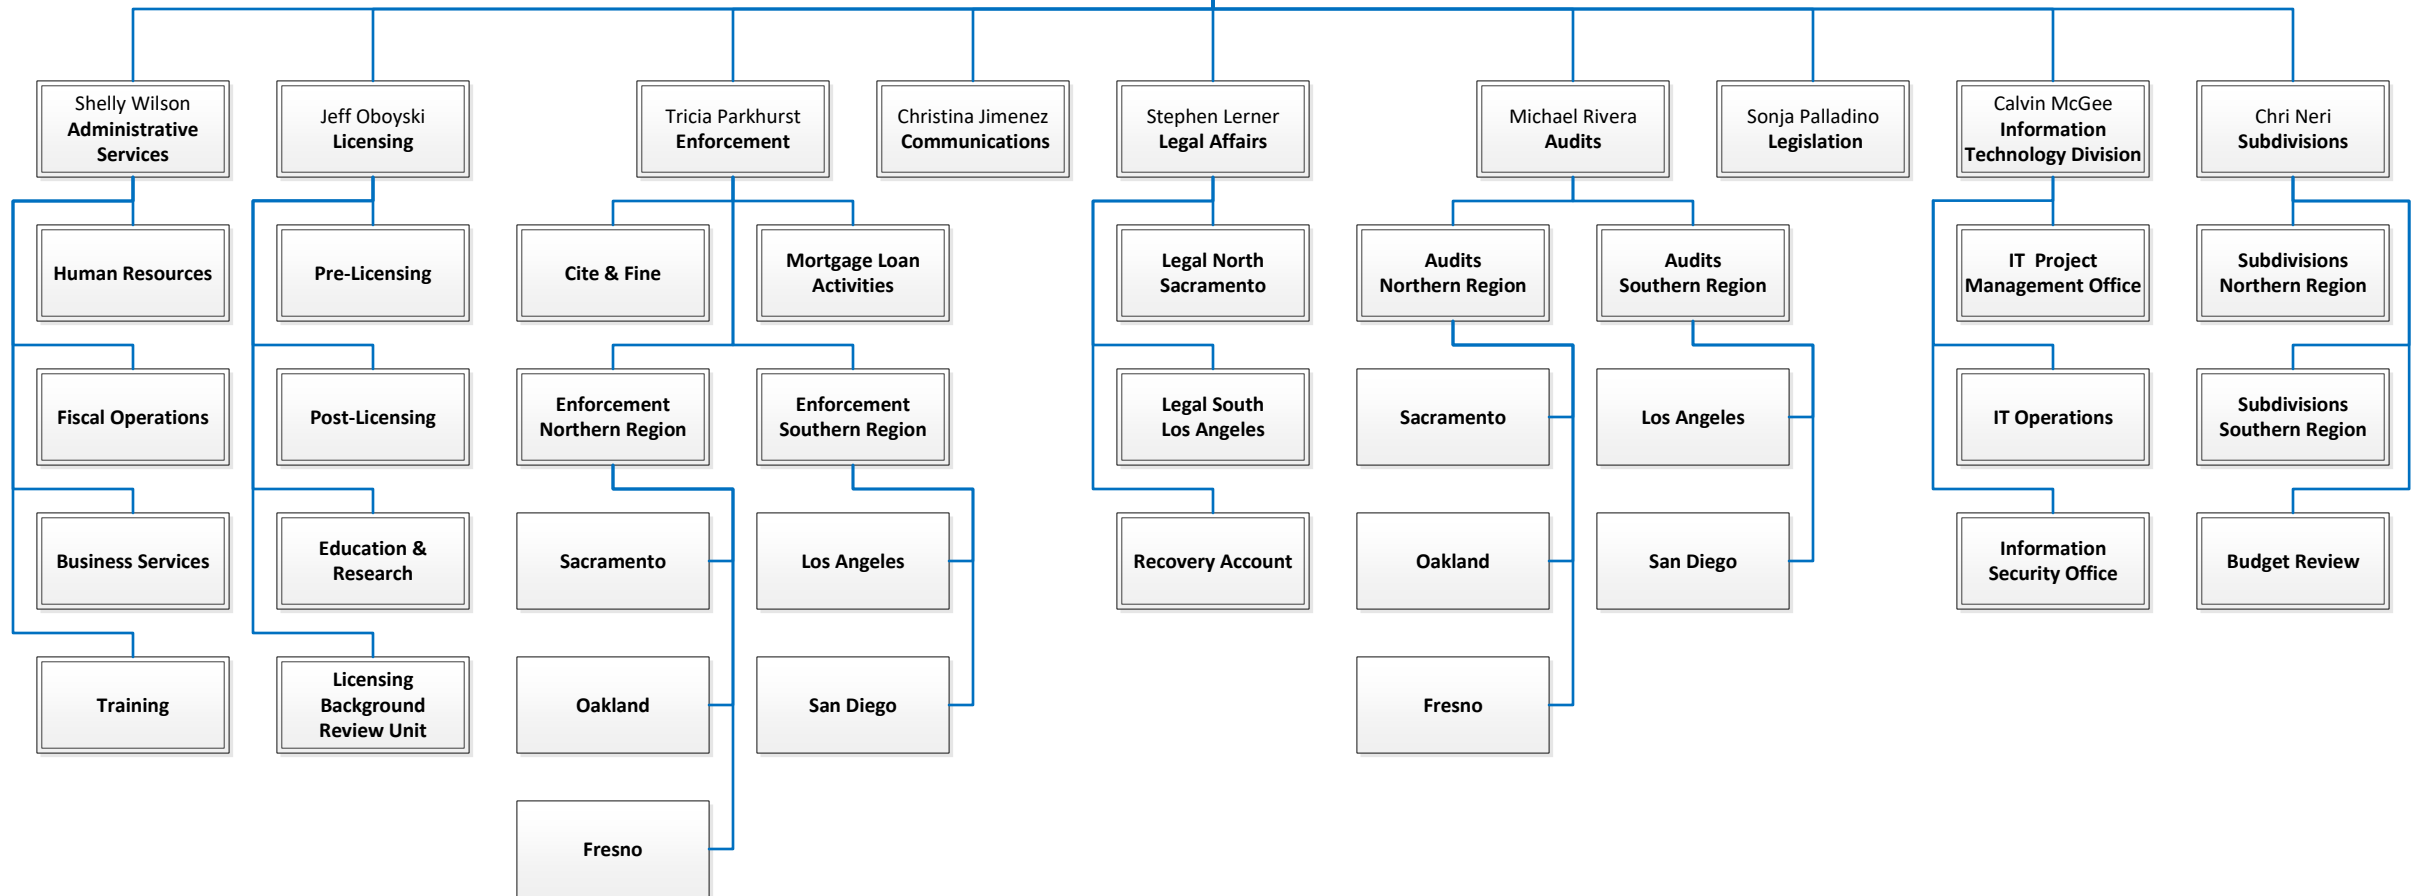 Shelly Wilson
Administrative
Services
Jeff Oboyski
Licensing
Tricia Parkhurst
Enforcement
Christina Jimenez
Communications
Stephen Lerner
Legal Affairs
Michael Rivera
Audits
Sonja Palladino
Legislation
Calvin McGee
Information
Technology Division
Chri Neri
Subdivisions
Human Resources
Pre-Licensing
Cite & Fine
Mortgage Loan
Activities
Legal North
Sacramento
Audits
Northern Region
Audits
Southern Region
IT Project
Management Office
Subdivisions
Northern Region
Fiscal Operations
Post-Licensing
Enforcement
Northern Region
Enforcement
Southern Region
Legal South
Los Angeles
Sacramento
Los Angeles
IT Operations
Subdivisions
Southern Region
Business Services
Education &
Research
Sacramento
Los Angeles
Recovery Account
Oakland
San Diego
Information
Security Office
Budget Review
Training
Licensing
Background
Review Unit
Oakland
San Diego
Fresno
Fresno